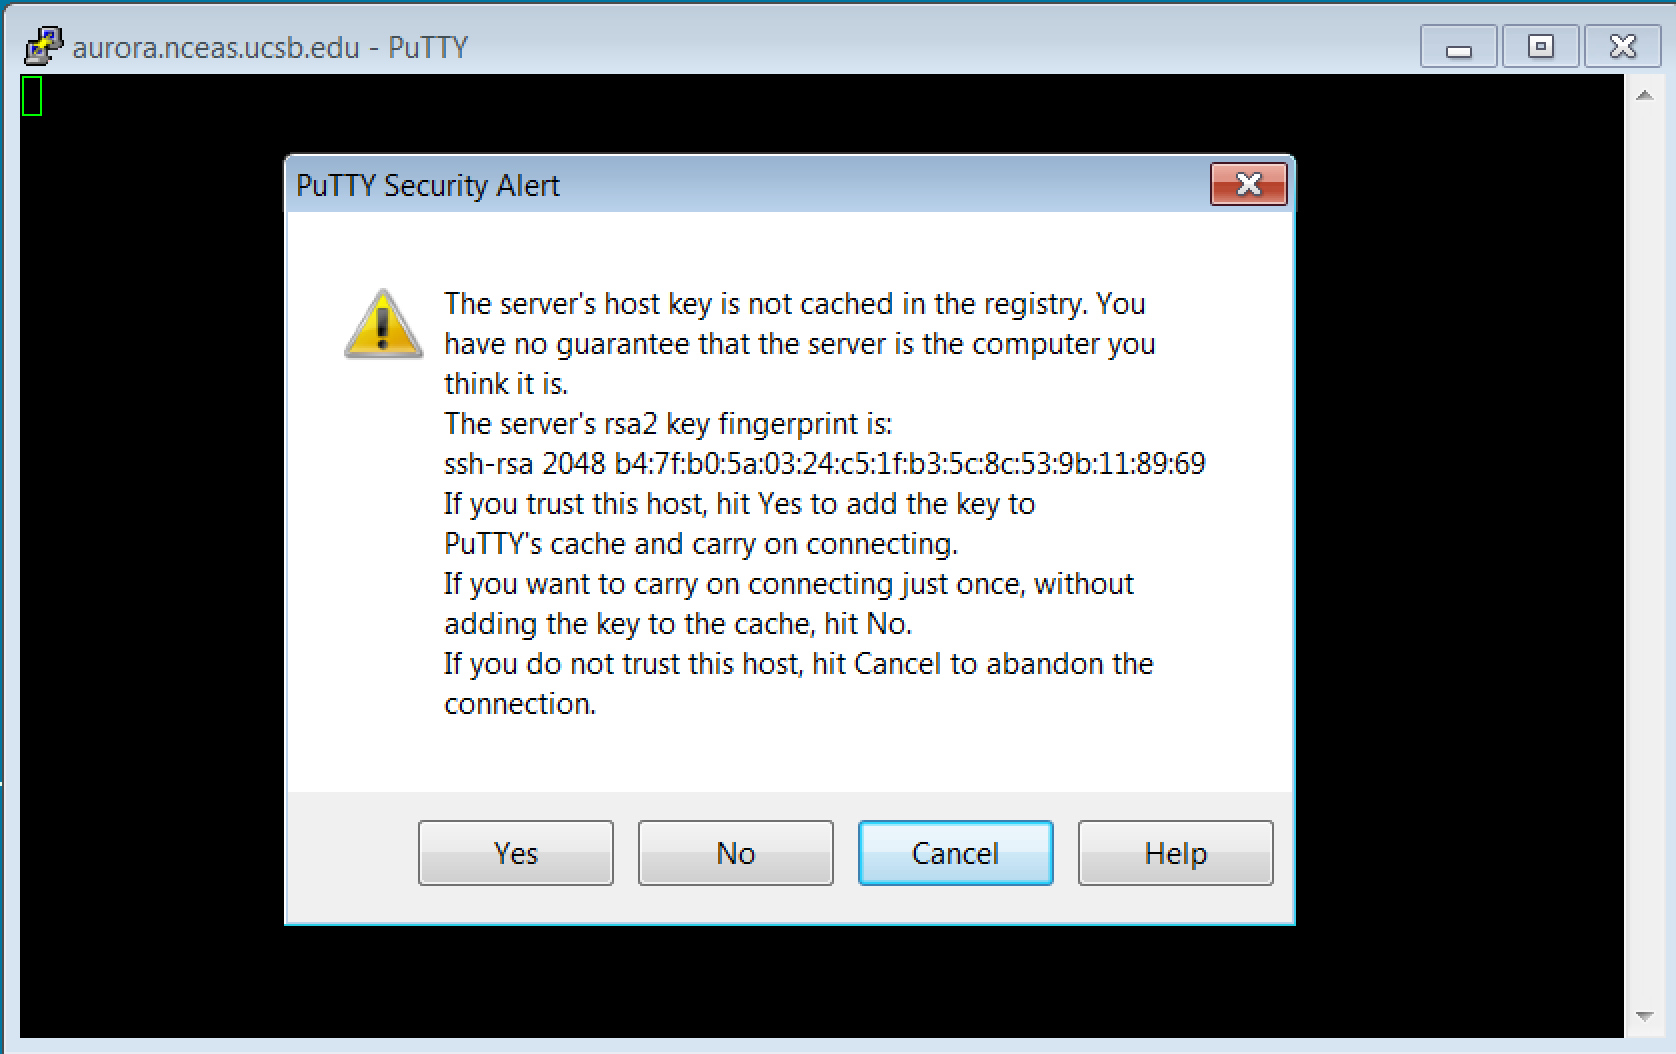 aurora.nceas.ucsb.edu - PuTTY
PuTTY Security Alert
The server's host key is not cached in the registry. You
have no guarantee that the server is the computer you
think it is.
The server's rsa2 key fingerprint is:
ssh-rsa 2048 b4:7f:b0:5a:03:24:c5:1f:b3:5c:8c:53:9b:11:89:69
If you trust this host, hit Yes to add the key to
PuTTY's cache and carry on connecting.
If you want to carry on connecting just once, without
adding the key to the cache, hit No.
If you do not trust this host, hit Cancel to abandon the
connection.
Yes No Cancel Help